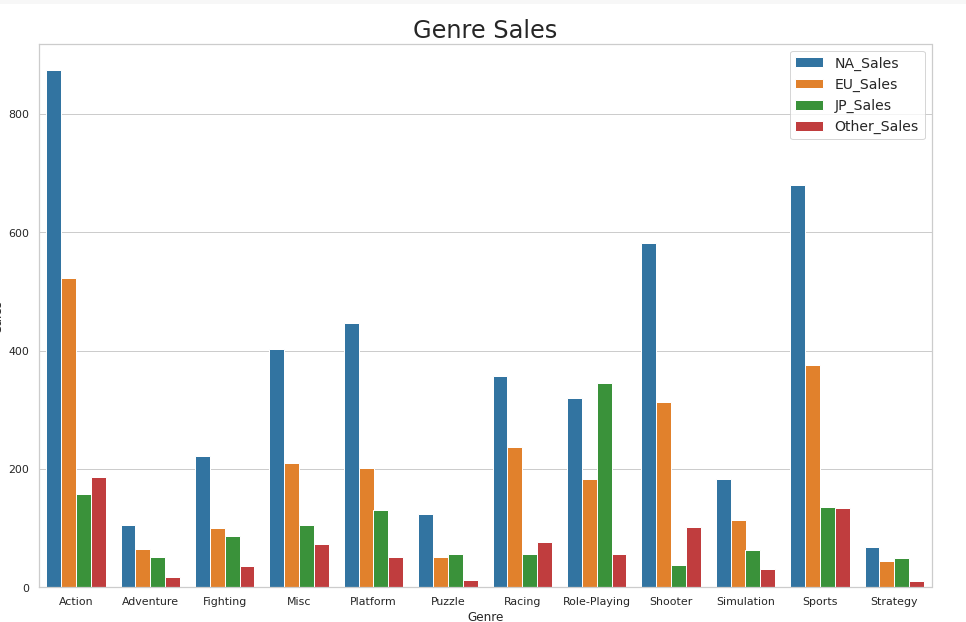 Genre Sales
NA_Sales
EU_Sales
JP_Sales
Other_Sales
800
600
400
200
0
Action Adventure Fighting Misc Platform Puzzle Racing Role-Playing Shooter Simulation Sports Strategy
Genre